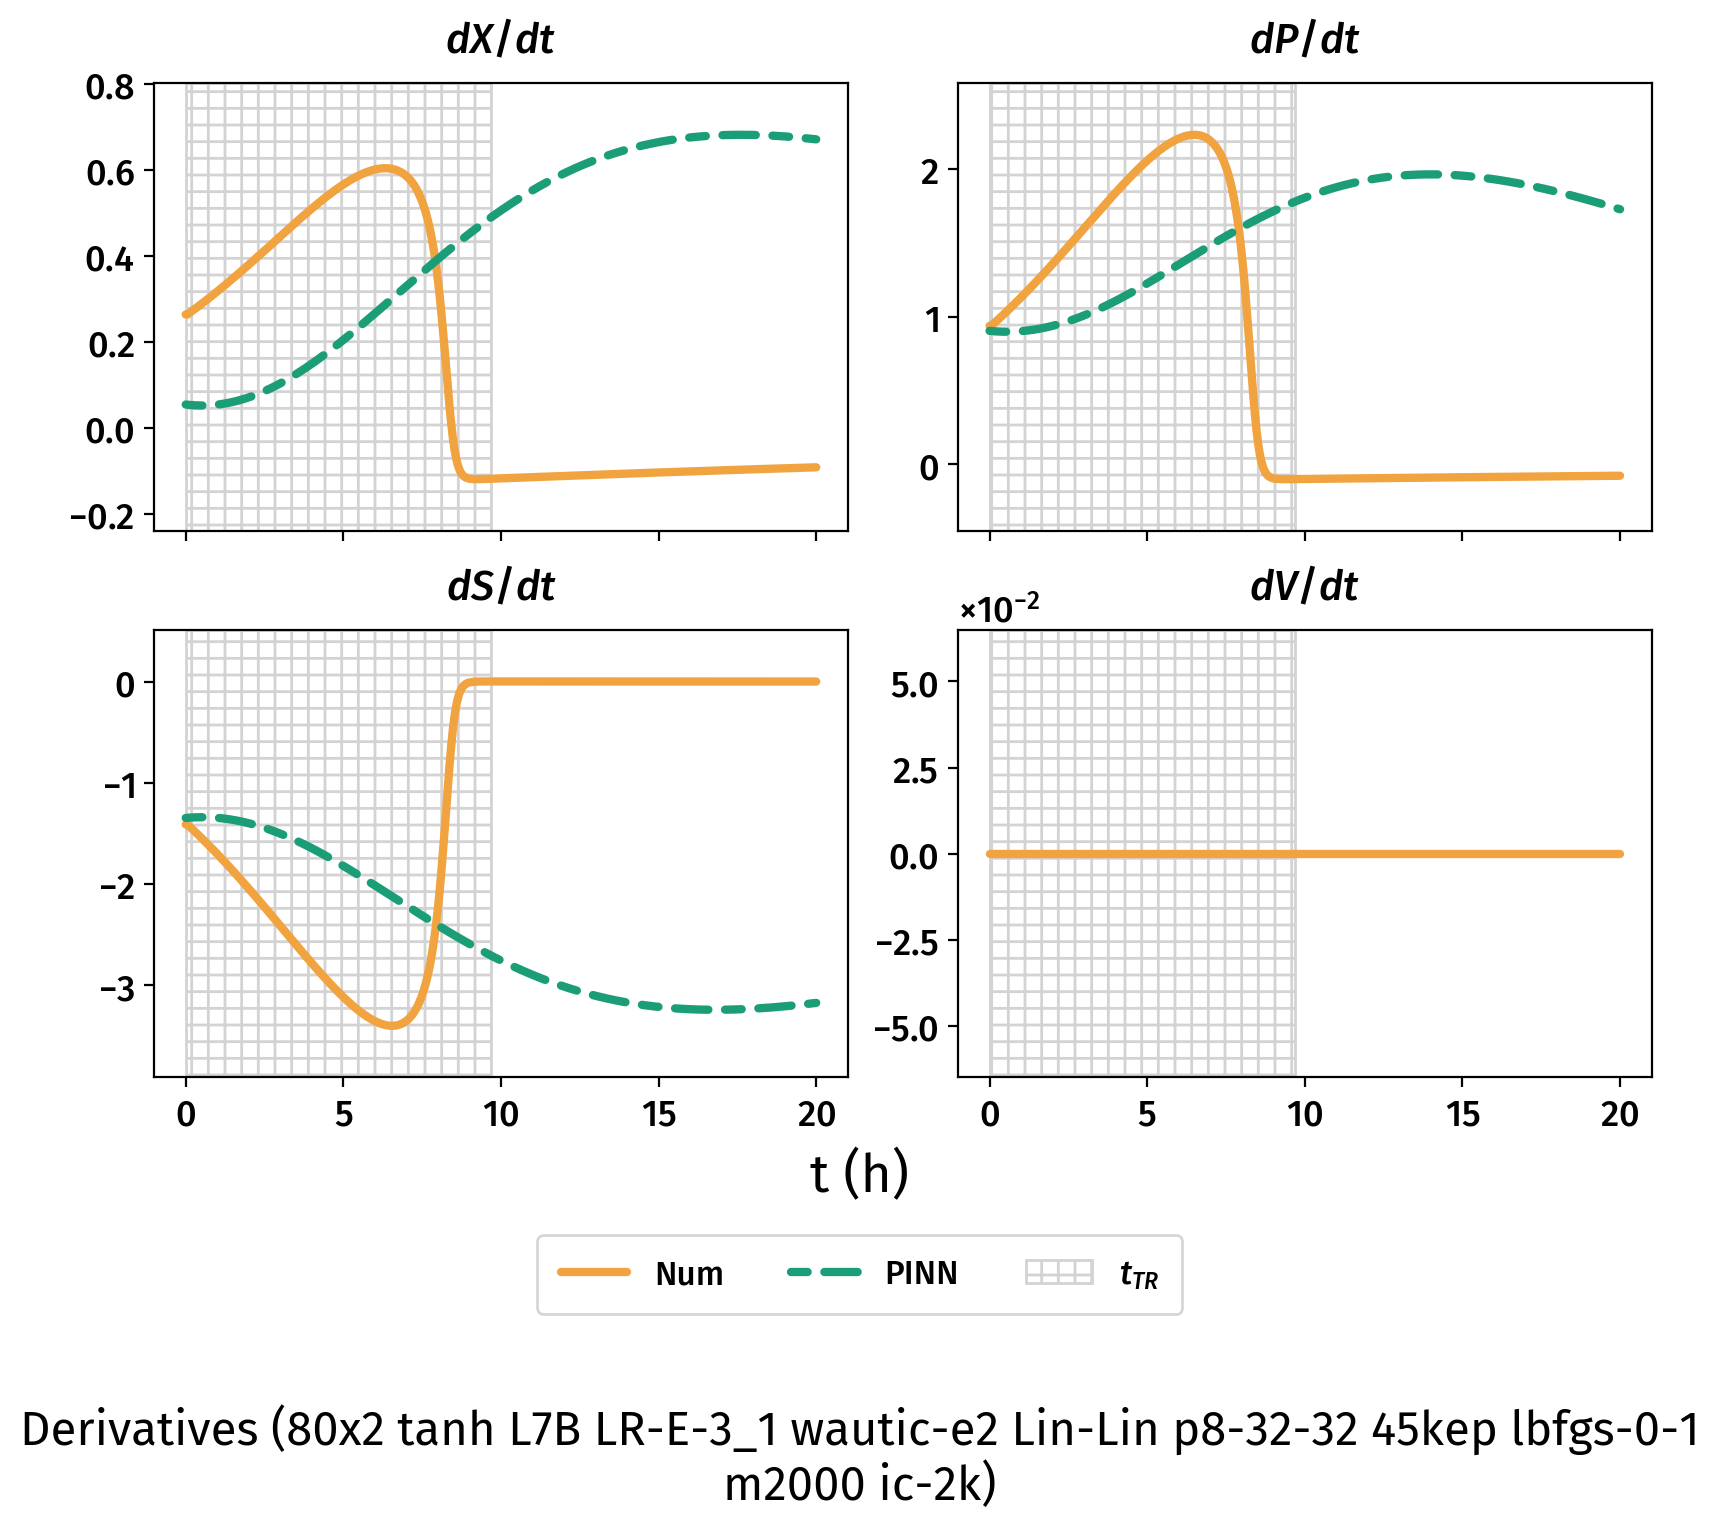 dX/dt
dP/dt
0.8
0.6
0.4
0.2
0.0
−0.2
2
1
0
dS/dt
dV/dt
×10⁻²
0
−1
−2
−3
5.0
2.5
0.0
−2.5
−5.0
0 5 10 15 20
0 5 10 15 20
t (h)
Num PINN t_TR
Derivatives (80x2 tanh L7B LR-E-3_1 wautic-e2 Lin-Lin p8-32-32 45kep lbfgs-0-1
m2000 ic-2k)